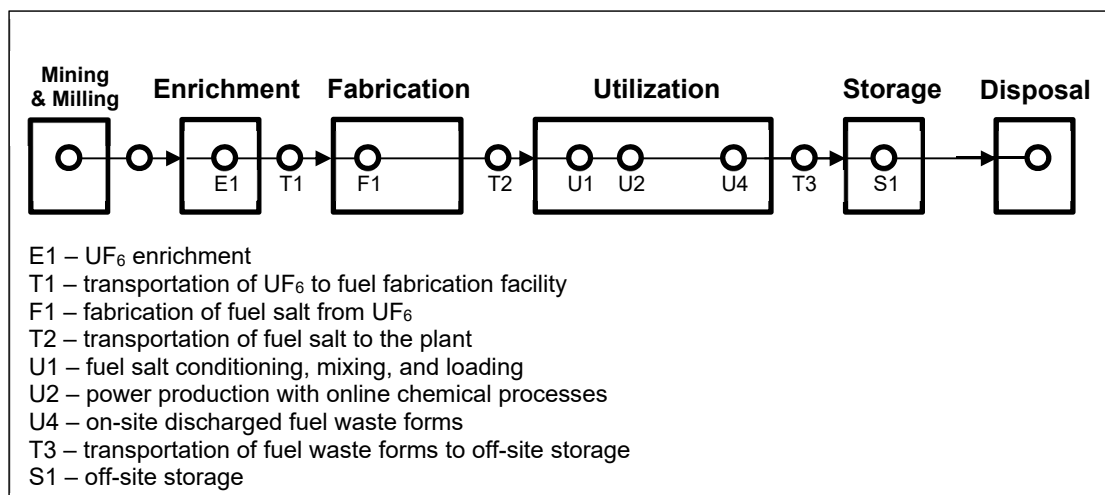 Mining
& Milling
Enrichment
Fabrication
Utilization
Storage
Disposal
E1
T1
F1
T2
U1
U2
U4
T3
S1
E1 – UF₆ enrichment
T1 – transportation of UF₆ to fuel fabrication facility
F1 – fabrication of fuel salt from UF₆
T2 – transportation of fuel salt to the plant
U1 – fuel salt conditioning, mixing, and loading
U2 – power production with online chemical processes
U4 – on-site discharged fuel waste forms
T3 – transportation of fuel waste forms to off-site storage
S1 – off-site storage